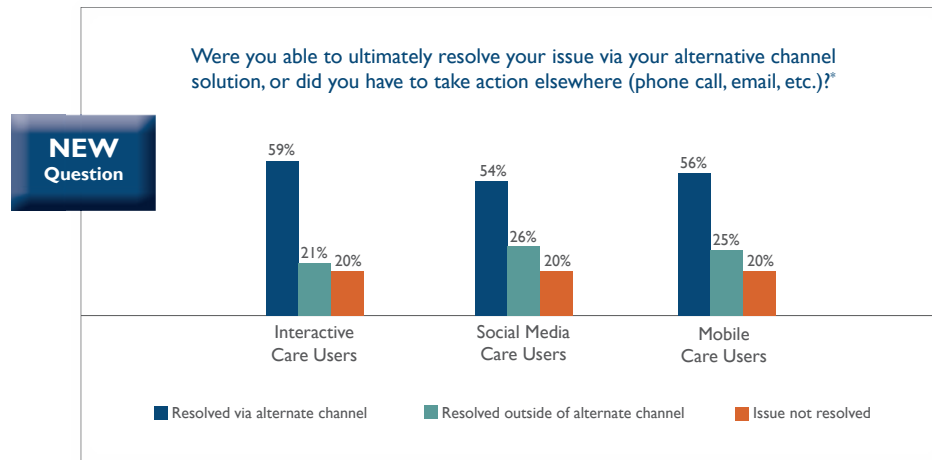 Were you able to ultimately resolve your issue via your alternative channel
solution, or did you have to take action elsewhere (phone call, email, etc.)?*
NEW
Question
59%
21%
20%
54%
26%
20%
56%
25%
20%
Interactive
Care Users
Social Media
Care Users
Mobile
Care Users
Resolved via alternate channel
Resolved outside of alternate channel
Issue not resolved